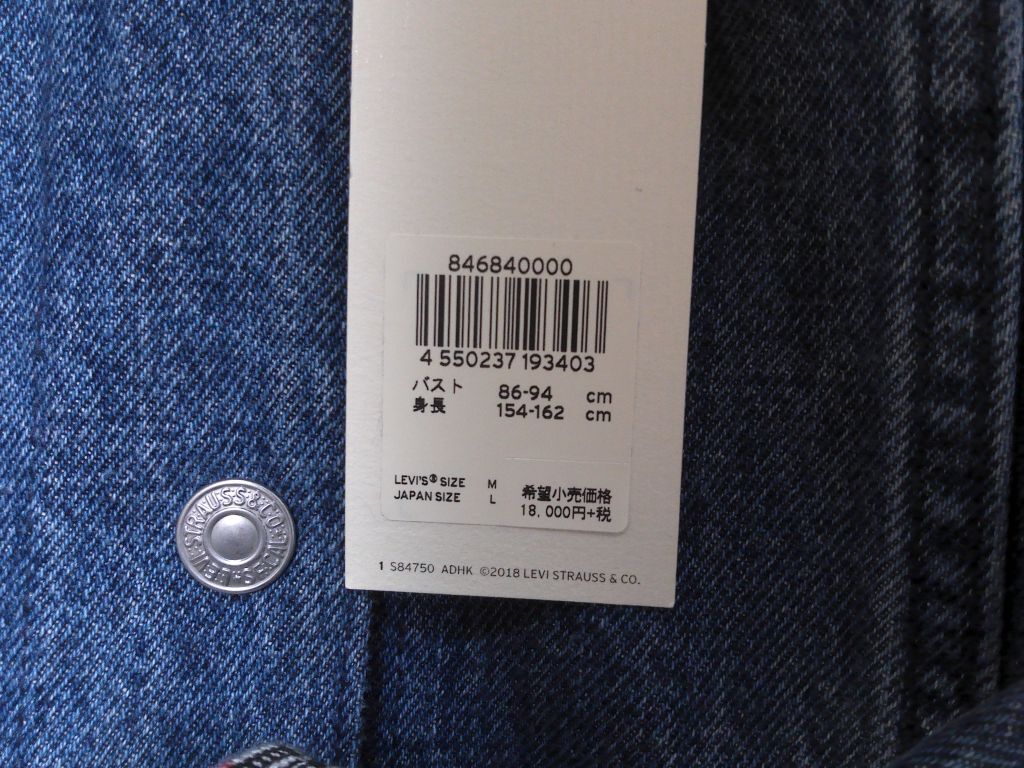 846840000
4 550237 193403
バスト 86-94 cm
身長 154-162 cm
LEVI'S® SIZE M
JAPAN SIZE L
希望小売価格
18,000円+税
1 S84750 ADHK ©2018 LEVI STRAUSS & CO.
LEVI STRAUSS & CO.